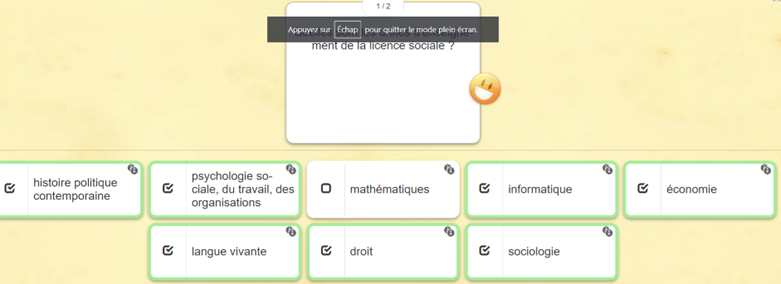 1 / 2
Appuyez sur Échap pour quitter le mode plein écran.
ment de la licence sociale ?
histoire politique
contemporaine
psychologie so-
ciale, du travail, des
organisations
mathématiques
informatique
économie
langue vivante
droit
sociologie